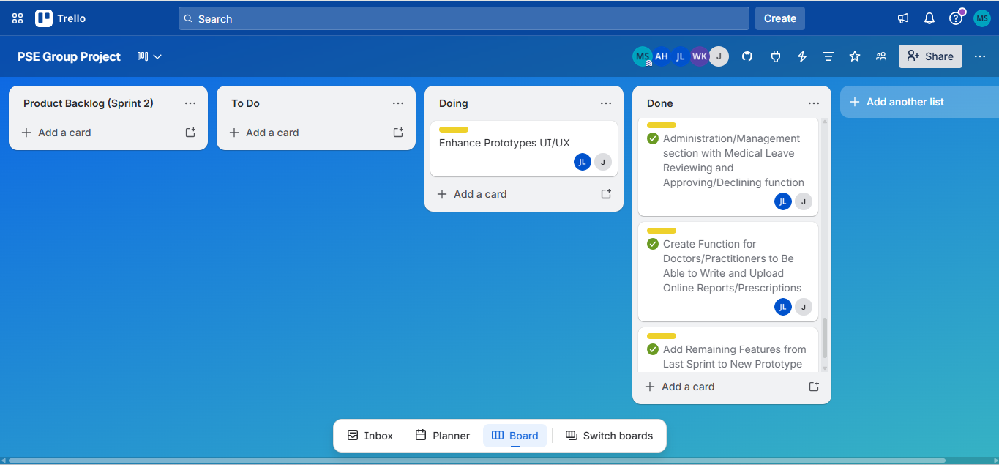 Trello
Search
Create
MS
PSE Group Project
MS AH JL WK J
Share
Product Backlog (Sprint 2)
Add a card
To Do
Add a card
Doing
Enhance Prototypes UI/UX
JL J
Add a card
Done
Administration/Management
section with Medical Leave
Reviewing and
Approving/Declining function
JL J
Create Function for
Doctors/Practitioners to Be
Able to Write and Upload
Online Reports/Prescriptions
JL J
Add Remaining Features from
Last Sprint to New Prototype
Add a card
Add another list
Inbox
Planner
Board
Switch boards